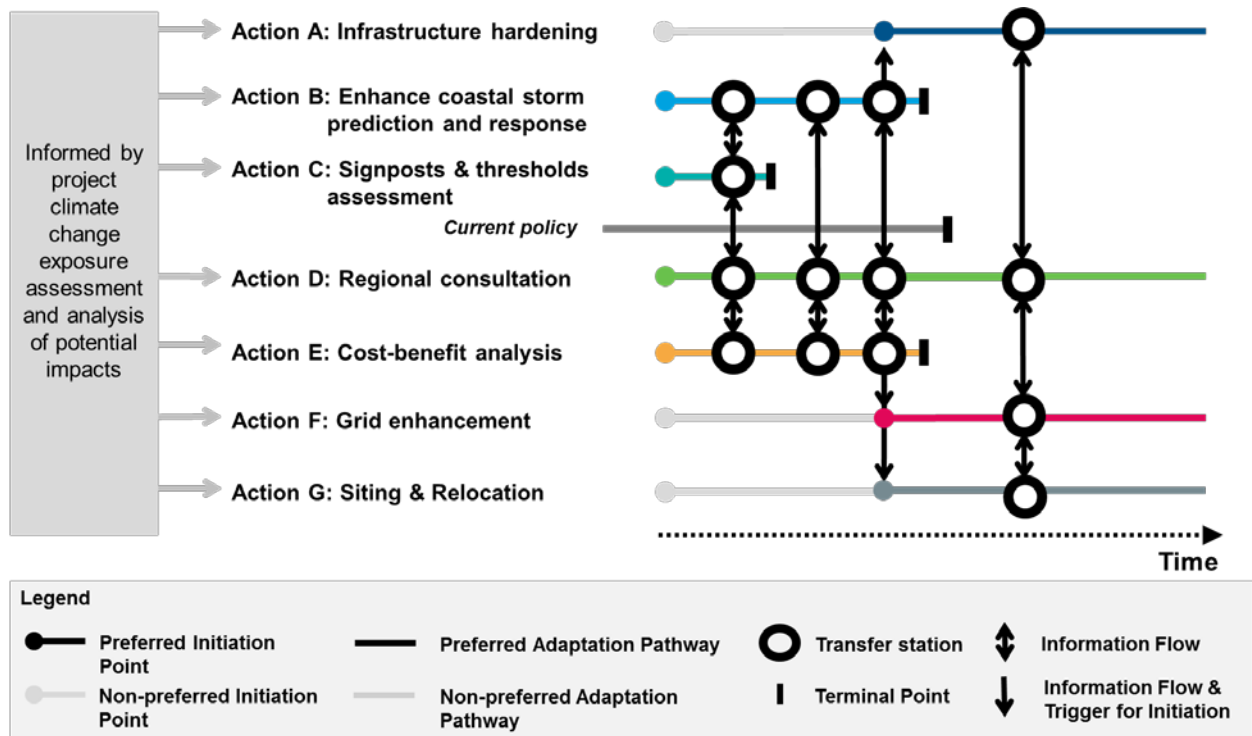 Informed by
project
climate
change
exposure
assessment
and analysis
of potential
impacts
Action A: Infrastructure hardening
Action B: Enhance coastal storm
prediction and response
Action C: Signposts & thresholds
assessment
Current policy
Action D: Regional consultation
Action E: Cost-benefit analysis
Action F: Grid enhancement
Action G: Siting & Relocation
Time
Legend
Preferred Initiation
Point
Preferred Adaptation Pathway
Transfer station
Information Flow
Non-preferred Initiation
Point
Non-preferred Adaptation
Pathway
Terminal Point
Information Flow &
Trigger for Initiation